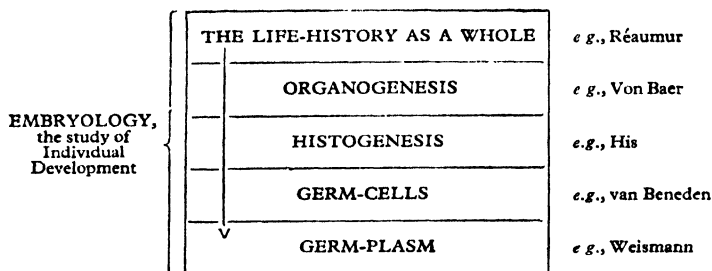 THE LIFE-HISTORY AS A WHOLE
e g., Réaumur
ORGANOGENESIS
e g., Von Baer
EMBRYOLOGY,
the study of
Individual
Development
HISTOGENESIS
e.g., His
GERM-CELLS
e.g., van Beneden
GERM-PLASM
e g., Weismann